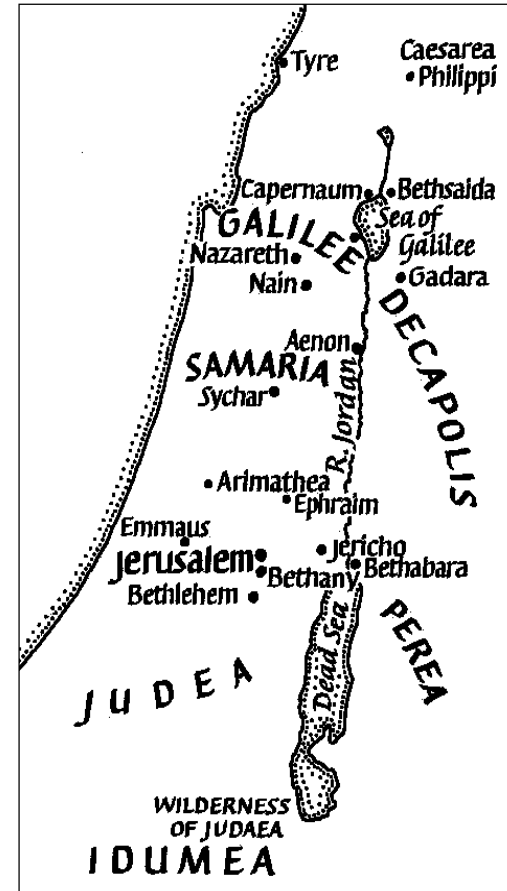 Caesarea
Tyre
Philippi
Capernaum
Bethsaida
Sea of
Galilee
GALILEE
Nazareth
Gadara
Nain
DECAPOLIS
Aenon
SAMARIA
R. Jordan
Sychar
Arimathea
Ephraim
Emmaus
Jericho
Jerusalem
Bethany
Bethabara
Bethlehem
Dead Sea
PEREA
JUDEA
WILDERNESS
OF JUDAEA
IDUMEA